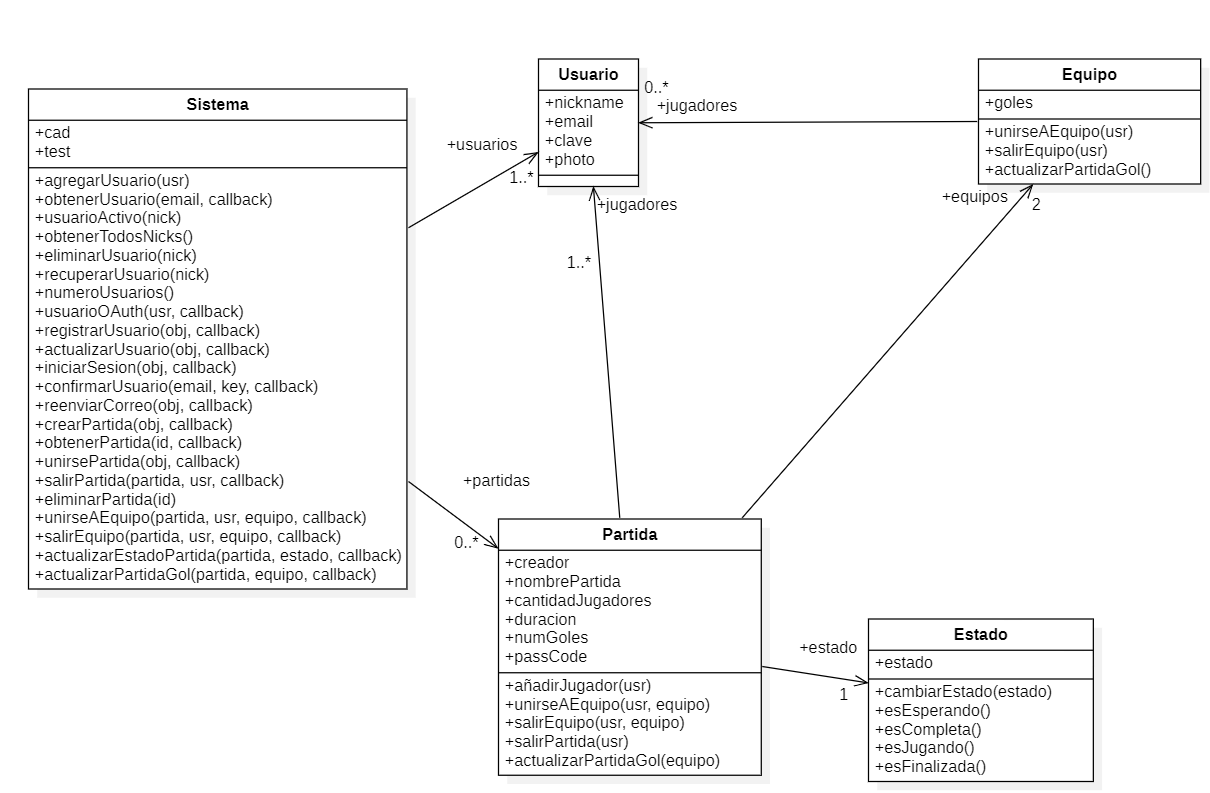 Sistema
+cad
+test
+agregarUsuario(usr)
+obtenerUsuario(email, callback)
+usuarioActivo(nick)
+obtenerTodosNicks()
+eliminarUsuario(nick)
+recuperarUsuario(nick)
+numeroUsuarios()
+usuarioOAuth(usr, callback)
+registrarUsuario(obj, callback)
+actualizarUsuario(obj, callback)
+iniciarSesion(obj, callback)
+confirmarUsuario(email, key, callback)
+reenviarCorreo(obj, callback)
+crearPartida(obj, callback)
+obtenerPartida(id, callback)
+unirsePartida(obj, callback)
+salirPartida(partida, usr, callback)
+eliminarPartida(id)
+unirseAEquipo(partida, usr, equipo, callback)
+salirEquipo(partida, usr, equipo, callback)
+actualizarEstadoPartida(partida, estado, callback)
+actualizarPartidaGol(partida, equipo, callback)
+usuarios
1..*
Usuario
+nickname
+email
+clave
+photo
0..*
+jugadores
Equipo
+goles
+unirseAEquipo(usr)
+salirEquipo(usr)
+actualizarPartidaGol()
+jugadores
1..*
+equipos
2
+partidas
0..*
Partida
+creador
+nombrePartida
+cantidadJugadores
+duracion
+numGoles
+passCode
+añadirJugador(usr)
+unirseAEquipo(usr, equipo)
+salirEquipo(usr, equipo)
+salirPartida(usr)
+actualizarPartidaGol(equipo)
+estado
1
Estado
+estado
+cambiarEstado(estado)
+esEsperando()
+esCompleta()
+esJugando()
+esFinalizada()